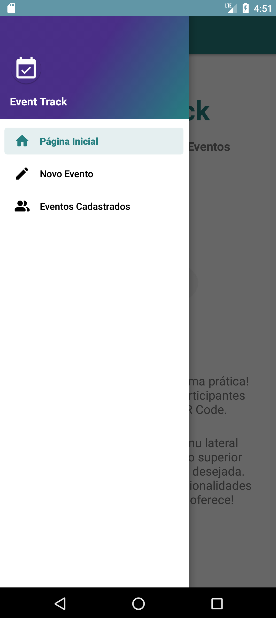 LTE 4:51
Event Track
Página Inicial
Novo Evento
Eventos Cadastrados
ck
Eventos
ma prática!
rticipantes
R Code.
nu lateral
o superior
desejada.
ionalidades
oferece!